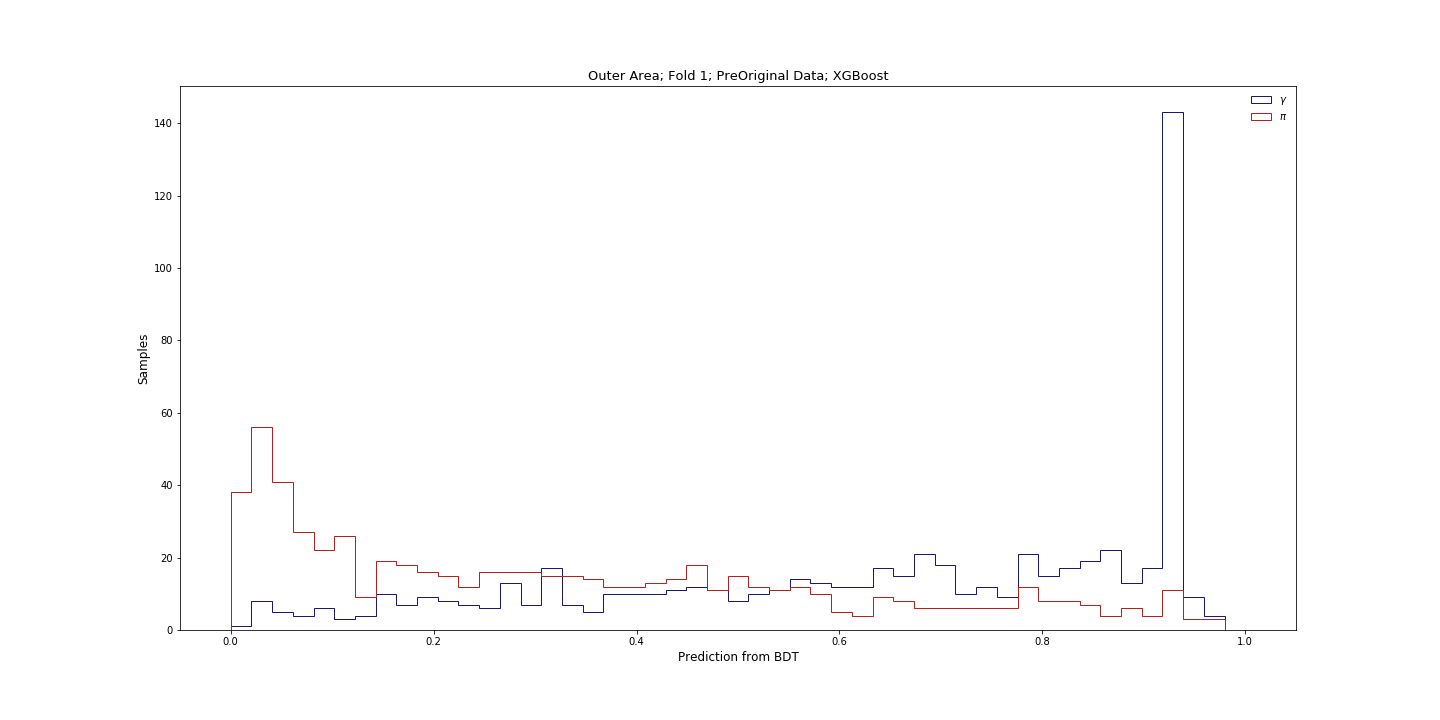 Outer Area; Fold 1; PreOriginal Data; XGBoost
γ
π
140
120
100
80
60
40
20
0
Samples
0.0 0.2 0.4 0.6 0.8 1.0
Prediction from BDT